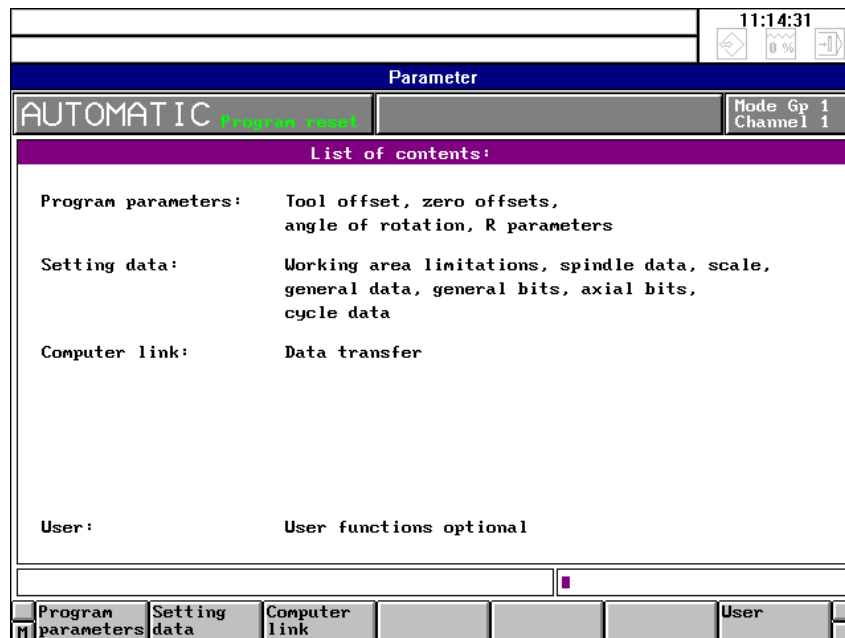 11:14:31
0 %
Parameter
AUTOMATIC Program reset
Mode Gp 1
Channel 1
List of contents:
Program parameters: Tool offset, zero offsets,
angle of rotation, R parameters
Setting data: Working area limitations, spindle data, scale,
general data, general bits, axial bits,
cycle data
Computer link: Data transfer
User: User functions optional
Program parameters
Setting data
Computer link
User
M